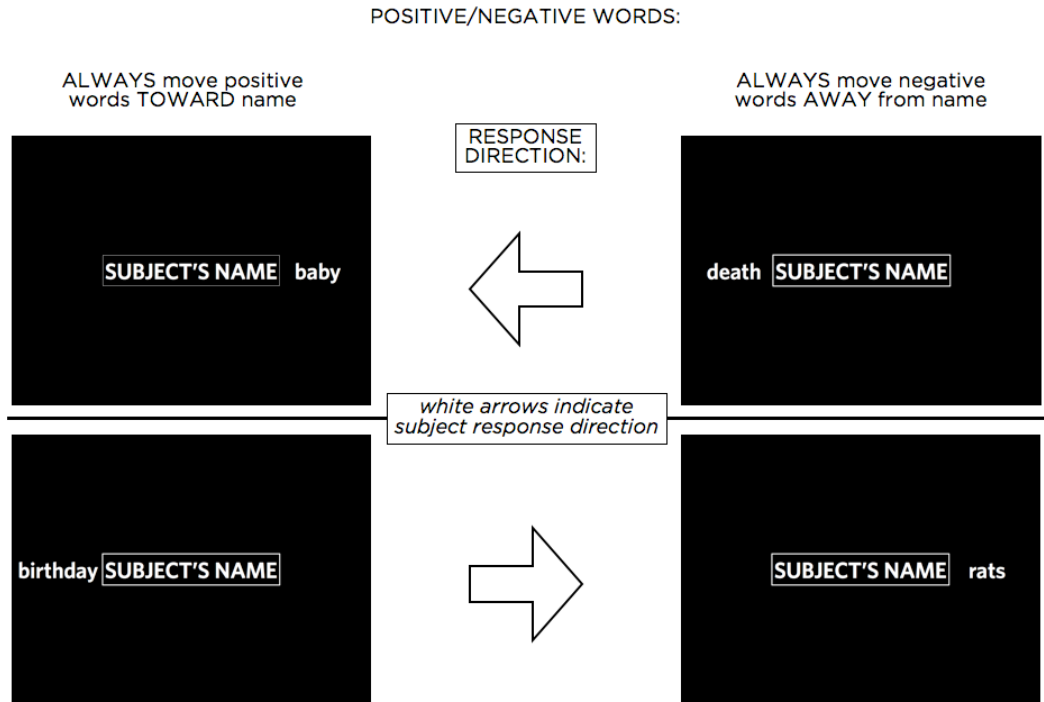 POSITIVE/NEGATIVE WORDS:
ALWAYS move positive
words TOWARD name
ALWAYS move negative
words AWAY from name
RESPONSE
DIRECTION:
SUBJECT'S NAME baby
death SUBJECT'S NAME
white arrows indicate
subject response direction
birthday SUBJECT'S NAME
SUBJECT'S NAME rats